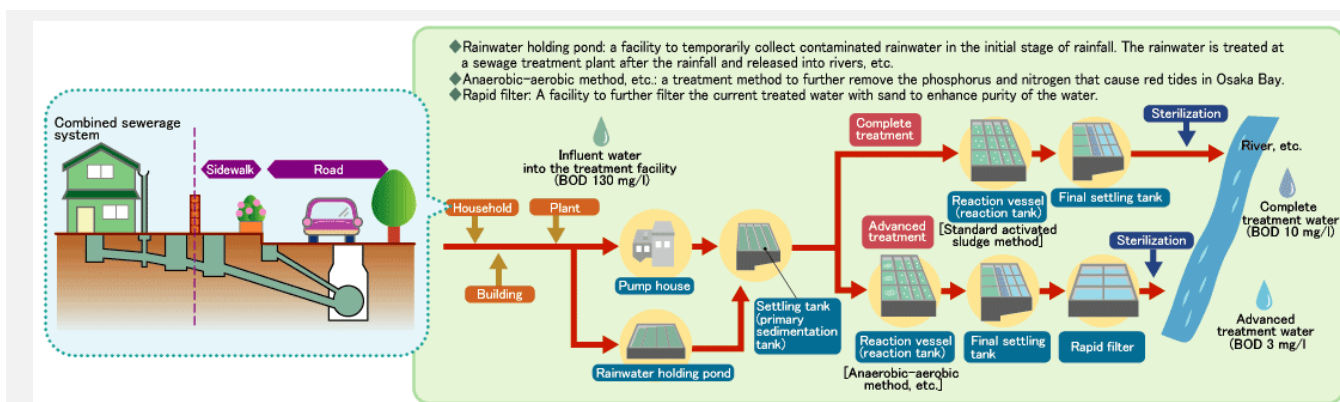 ◆Rainwater holding pond: a facility to temporarily collect contaminated rainwater in the initial stage of rainfall. The rainwater is treated at
a sewage treatment plant after the rainfall and released into rivers, etc.
◆Anaerobic-aerobic method, etc.: a treatment method to further remove the phosphorus and nitrogen that cause red tides in Osaka Bay.
◆Rapid filter: A facility to further filter the current treated water with sand to enhance purity of the water.
Combined sewerage
system
Sidewalk
Road
Influent water
into the treatment facility
(BOD 130 mg/l)
Household
Plant
Building
Pump house
Rainwater holding pond
Settling tank
(primary
sedimentation
tank)
Complete
treatment
Reaction vessel
(reaction tank)
[Standard activated
sludge method]
Final settling tank
Sterilization
River, etc.
Complete
treatment water
(BOD 10 mg/l)
Advanced
treatment
Reaction vessel
(reaction tank)
[Anaerobic-aerobic
method, etc.]
Final settling
tank
Rapid filter
Sterilization
Advanced
treatment water
(BOD 3 mg/l